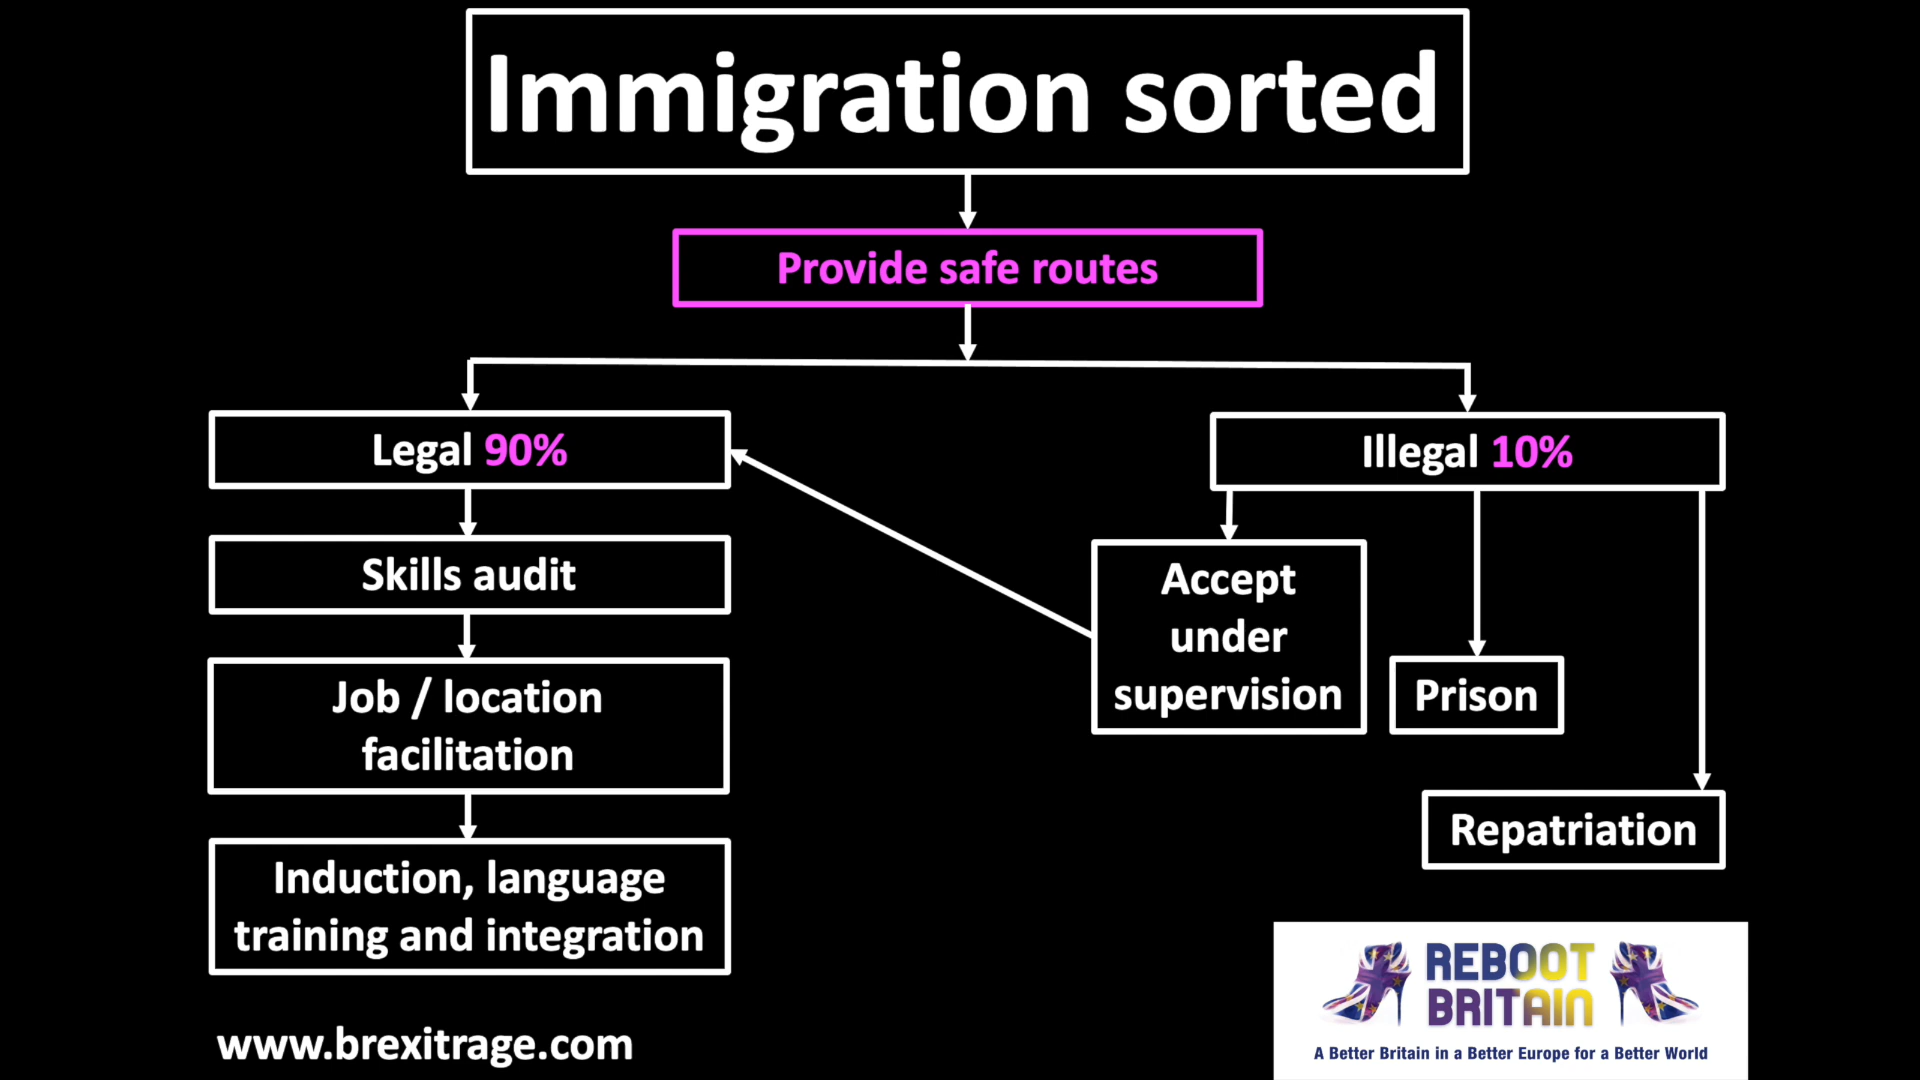 Immigration sorted
Provide safe routes
Legal 90%
Illegal 10%
Skills audit
Accept
under
supervision
Job / location
facilitation
Prison
Repatriation
Induction, language
training and integration
www.brexitrage.com
REBOOT
BRITAIN
A Better Britain in a Better Europe for a Better World